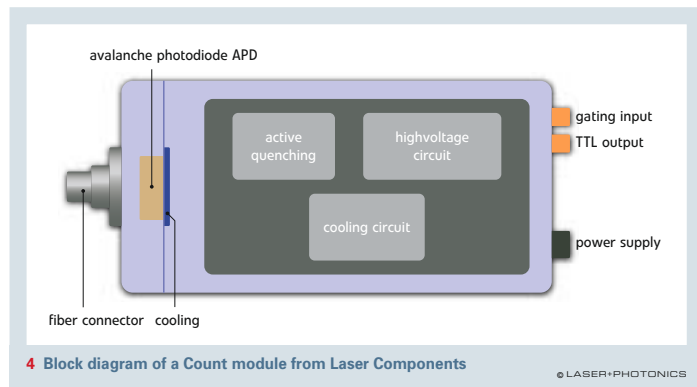 avalanche photodiode APD
active
quenching
highvoltage
circuit
gating input
TTL output
cooling circuit
power supply
fiber connector cooling
4 Block diagram of a Count module from Laser Components
© LASER+PHOTONICS